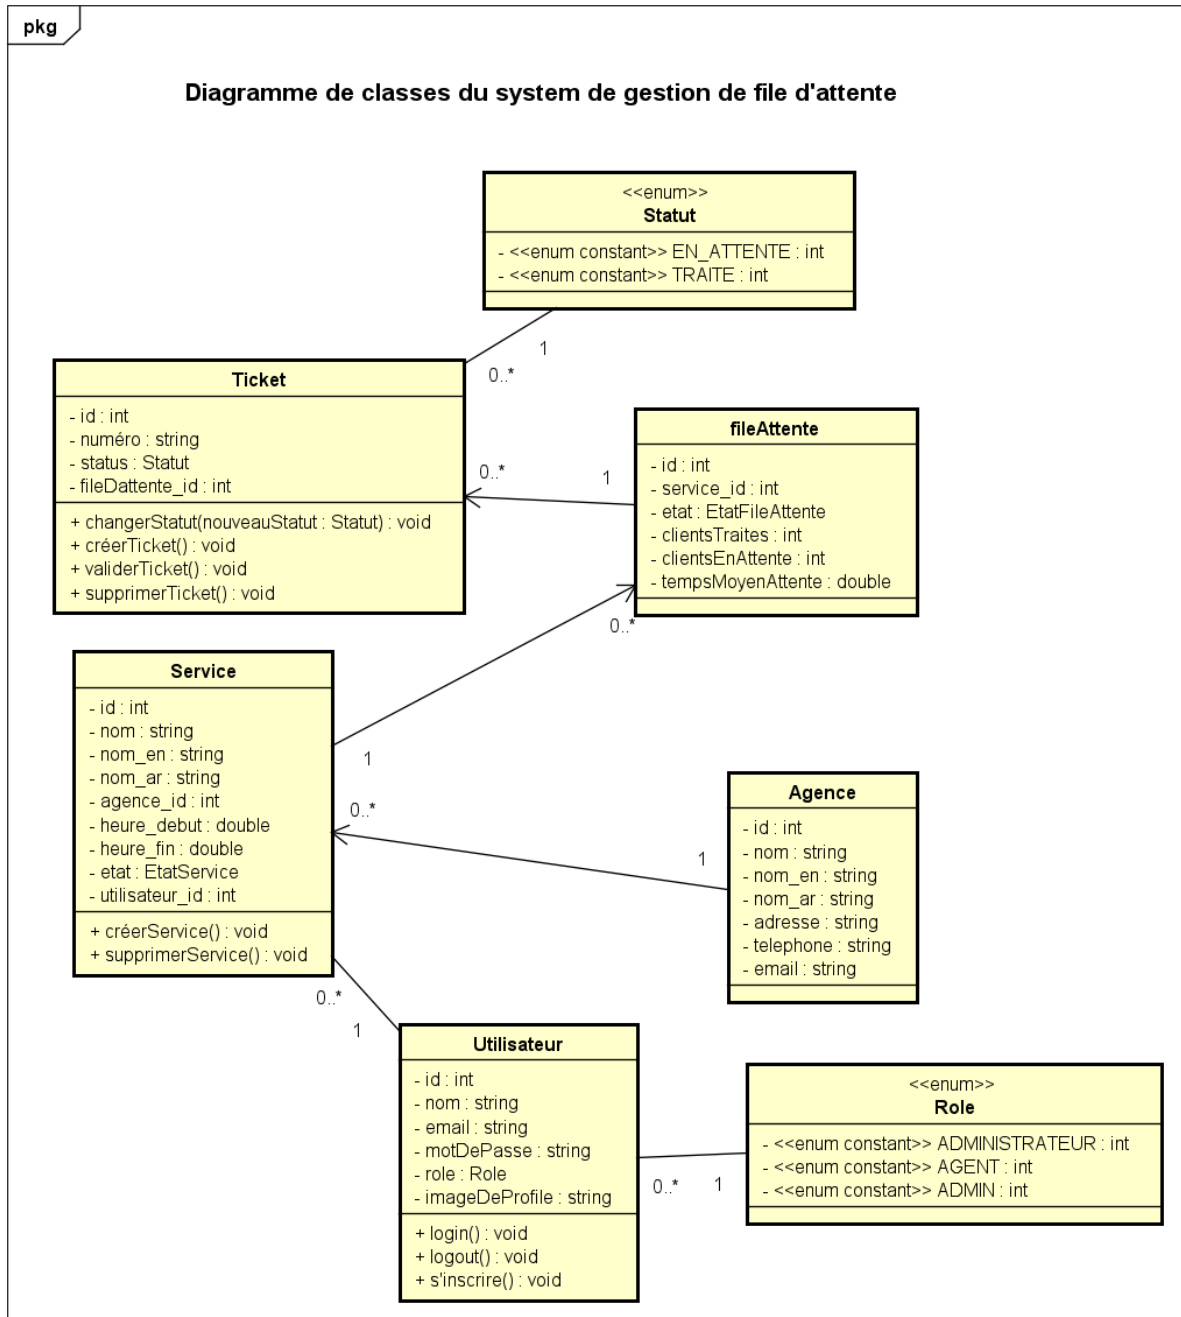 pkg
Diagramme de classes du system de gestion de file d'attente
<<enum>>
Statut
- <<enum constant>> EN_ATTENTE : int
- <<enum constant>> TRAITE : int
1
0..*
Ticket
- id : int
- numéro : string
- status : Statut
- fileDattente_id : int
+ changerStatut(nouveauStatut : Statut) : void
+ créerTicket() : void
+ validerTicket() : void
+ supprimerTicket() : void
0..*
1
fileAttente
- id : int
- service_id : int
- etat : EtatFileAttente
- clientsTraites : int
- clientsEnAttente : int
- tempsMoyenAttente : double
0..*
1
Service
- id : int
- nom : string
- nom_en : string
- nom_ar : string
- agence_id : int
- heure_debut : double
- heure_fin : double
- etat : EtatService
- utilisateur_id : int
+ créerService() : void
+ supprimerService() : void
0..*
1
Agence
- id : int
- nom : string
- nom_en : string
- nom_ar : string
- adresse : string
- telephone : string
- email : string
0..*
1
Utilisateur
- id : int
- nom : string
- email : string
- motDePasse : string
- role : Role
- imageDeProfile : string
+ login() : void
+ logout() : void
+ s'inscrire() : void
0..*
1
<<enum>>
Role
- <<enum constant>> ADMINISTRATEUR : int
- <<enum constant>> AGENT : int
- <<enum constant>> ADMIN : int